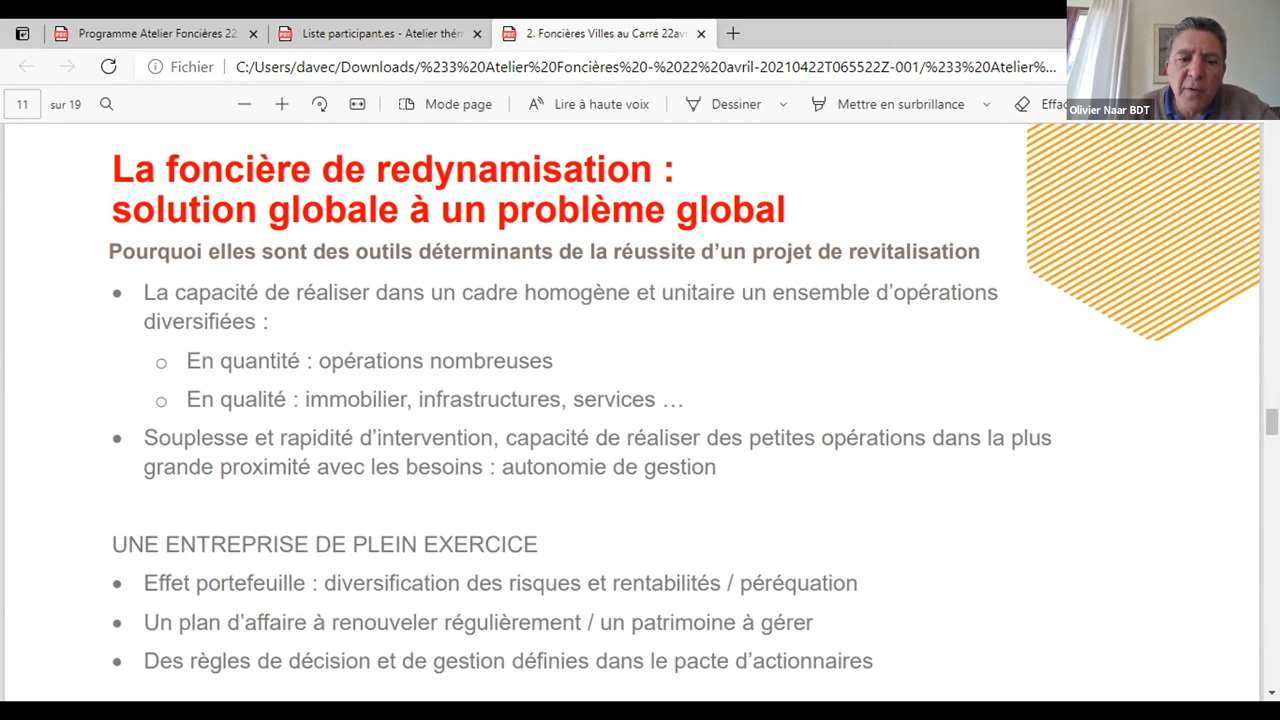 Programme Atelier Foncières 22
Liste participant.es - Atelier thém
2. Foncières Villes au Carré 22avr
Fichier
C:/Users/davec/Downloads/%233%20Atelier%20Foncières%20-%2022%20avril-20210422T065522Z-001/%233%20Atelier%...
11 sur 19
Mode page
Lire à haute voix
Dessiner
Mettre en surbrillance
Effac
Olivier Naar BDT
La foncière de redynamisation :
solution globale à un problème global
Pourquoi elles sont des outils déterminants de la réussite d’un projet de revitalisation
• La capacité de réaliser dans un cadre homogène et unitaire un ensemble d’opérations
diversifiées :
o En quantité : opérations nombreuses
o En qualité : immobilier, infrastructures, services …
• Souplesse et rapidité d’intervention, capacité de réaliser des petites opérations dans la plus
grande proximité avec les besoins : autonomie de gestion
UNE ENTREPRISE DE PLEIN EXERCICE
• Effet portefeuille : diversification des risques et rentabilités / péréquation
• Un plan d’affaire à renouveler régulièrement / un patrimoine à gérer
• Des règles de décision et de gestion définies dans le pacte d’actionnaires